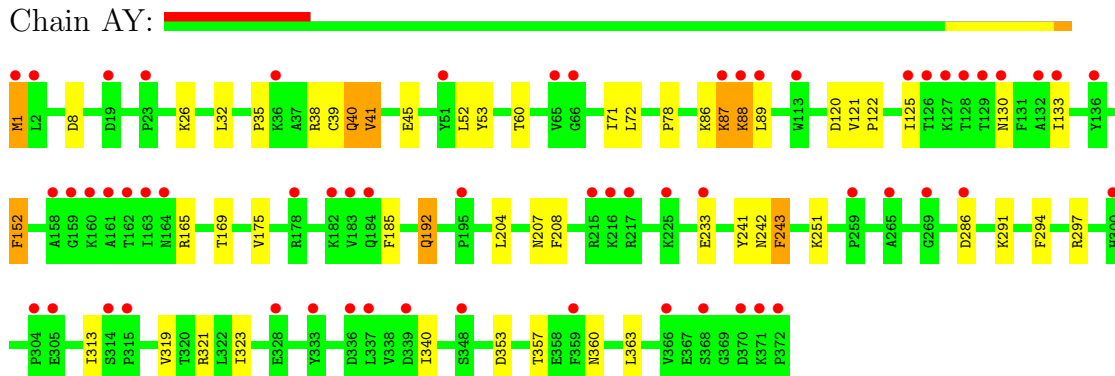 Chain AY:
M1 L2 D8 D19 P23 K26 L32 P35 K36 A37 R38 C39 Q40 V41 E45 Y51 L52 Y53 T60 V65 G66 I71 L72 P78 K86 K87 K88 L89 W113 D120 V121 P122 I125 T126 K127 T128 T129 N130 F131 A132 I133 Y136
F152 A158 G159 K160 A161 T162 I163 N164 R165 T169 V175 R178 K182 V183 Q184 F185 Q192 P195 L204 N207 F208 R215 K216 R217 K225 E233 Y241 N242 F243 K251 P259 A265 G269 D286 K291 F294 R297 H300
P304 E305 I313 S314 P315 V319 T320 R321 L322 I323 E328 Y333 D336 L337 V338 D339 I340 S348 D353 T357 E358 F359 N360 L363 V366 E367 S368 G369 D370 K371 P372